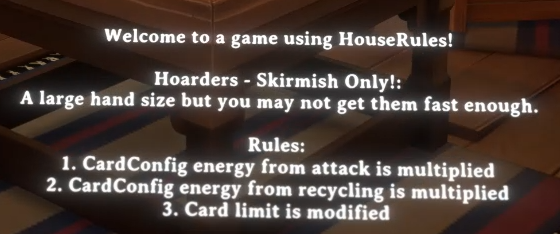 Welcome to a game using HouseRules!
Hoarders - Skirmish Only!:
A large hand size but you may not get them fast enough.
Rules:
1. CardConfig energy from attack is multiplied
2. CardConfig energy from recycling is multiplied
3. Card limit is modified